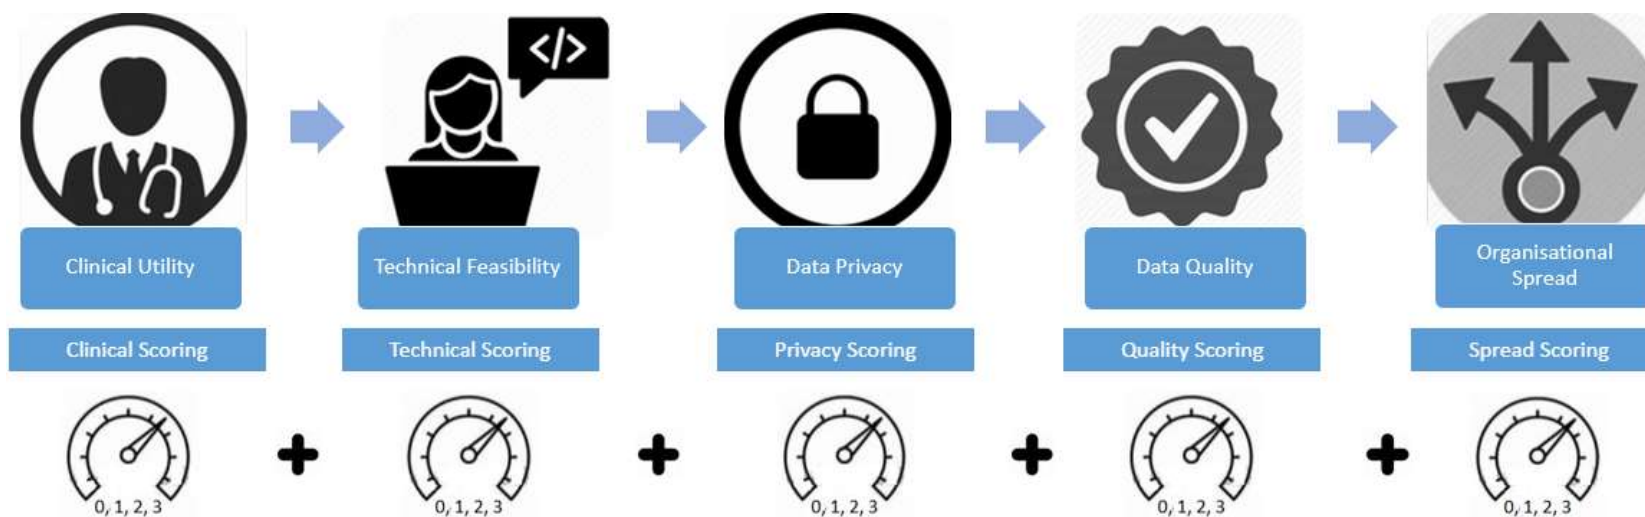 </>
Clinical Utility
Technical Feasibility
Data Privacy
Data Quality
Organisational
Spread
Clinical Scoring
Technical Scoring
Privacy Scoring
Quality Scoring
Spread Scoring
0, 1, 2, 3
0, 1, 2, 3
0, 1, 2, 3
0, 1, 2, 3
0, 1, 2, 3